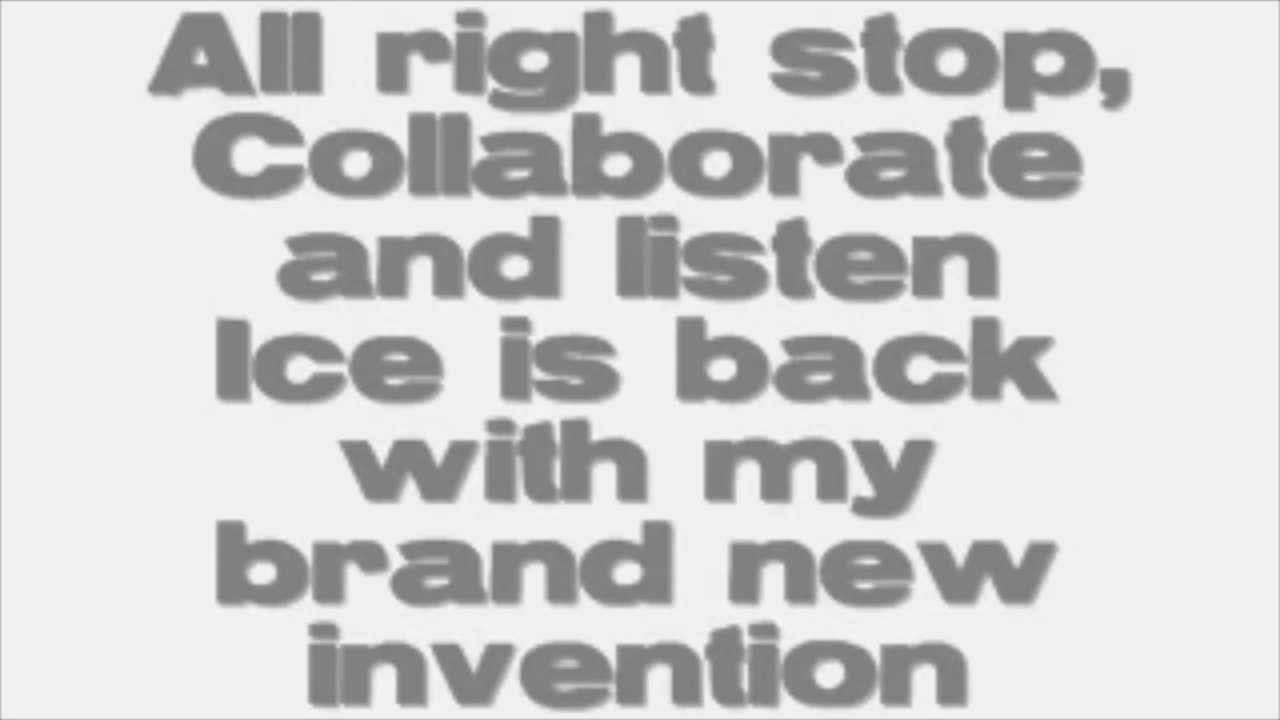 All right stop,
Collaborate
and listen
Ice is back
with my
brand new
invention